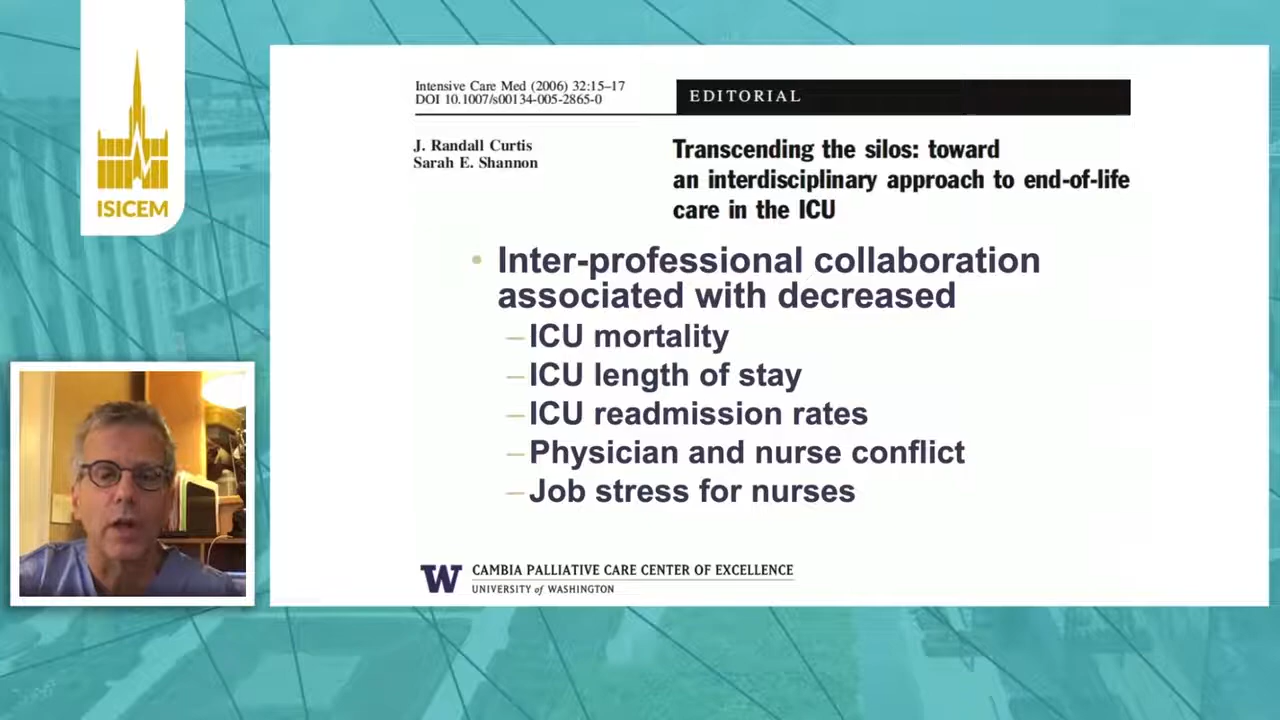 ISICEM
Intensive Care Med (2006) 32:15–17
DOI 10.1007/s00134-005-2865-0
EDITORIAL
J. Randall Curtis
Sarah E. Shannon
Transcending the silos: toward
an interdisciplinary approach to end-of-life
care in the ICU
• Inter-professional collaboration
associated with decreased
–ICU mortality
–ICU length of stay
–ICU readmission rates
–Physician and nurse conflict
–Job stress for nurses
W
CAMBIA PALLIATIVE CARE CENTER OF EXCELLENCE
UNIVERSITY of WASHINGTON